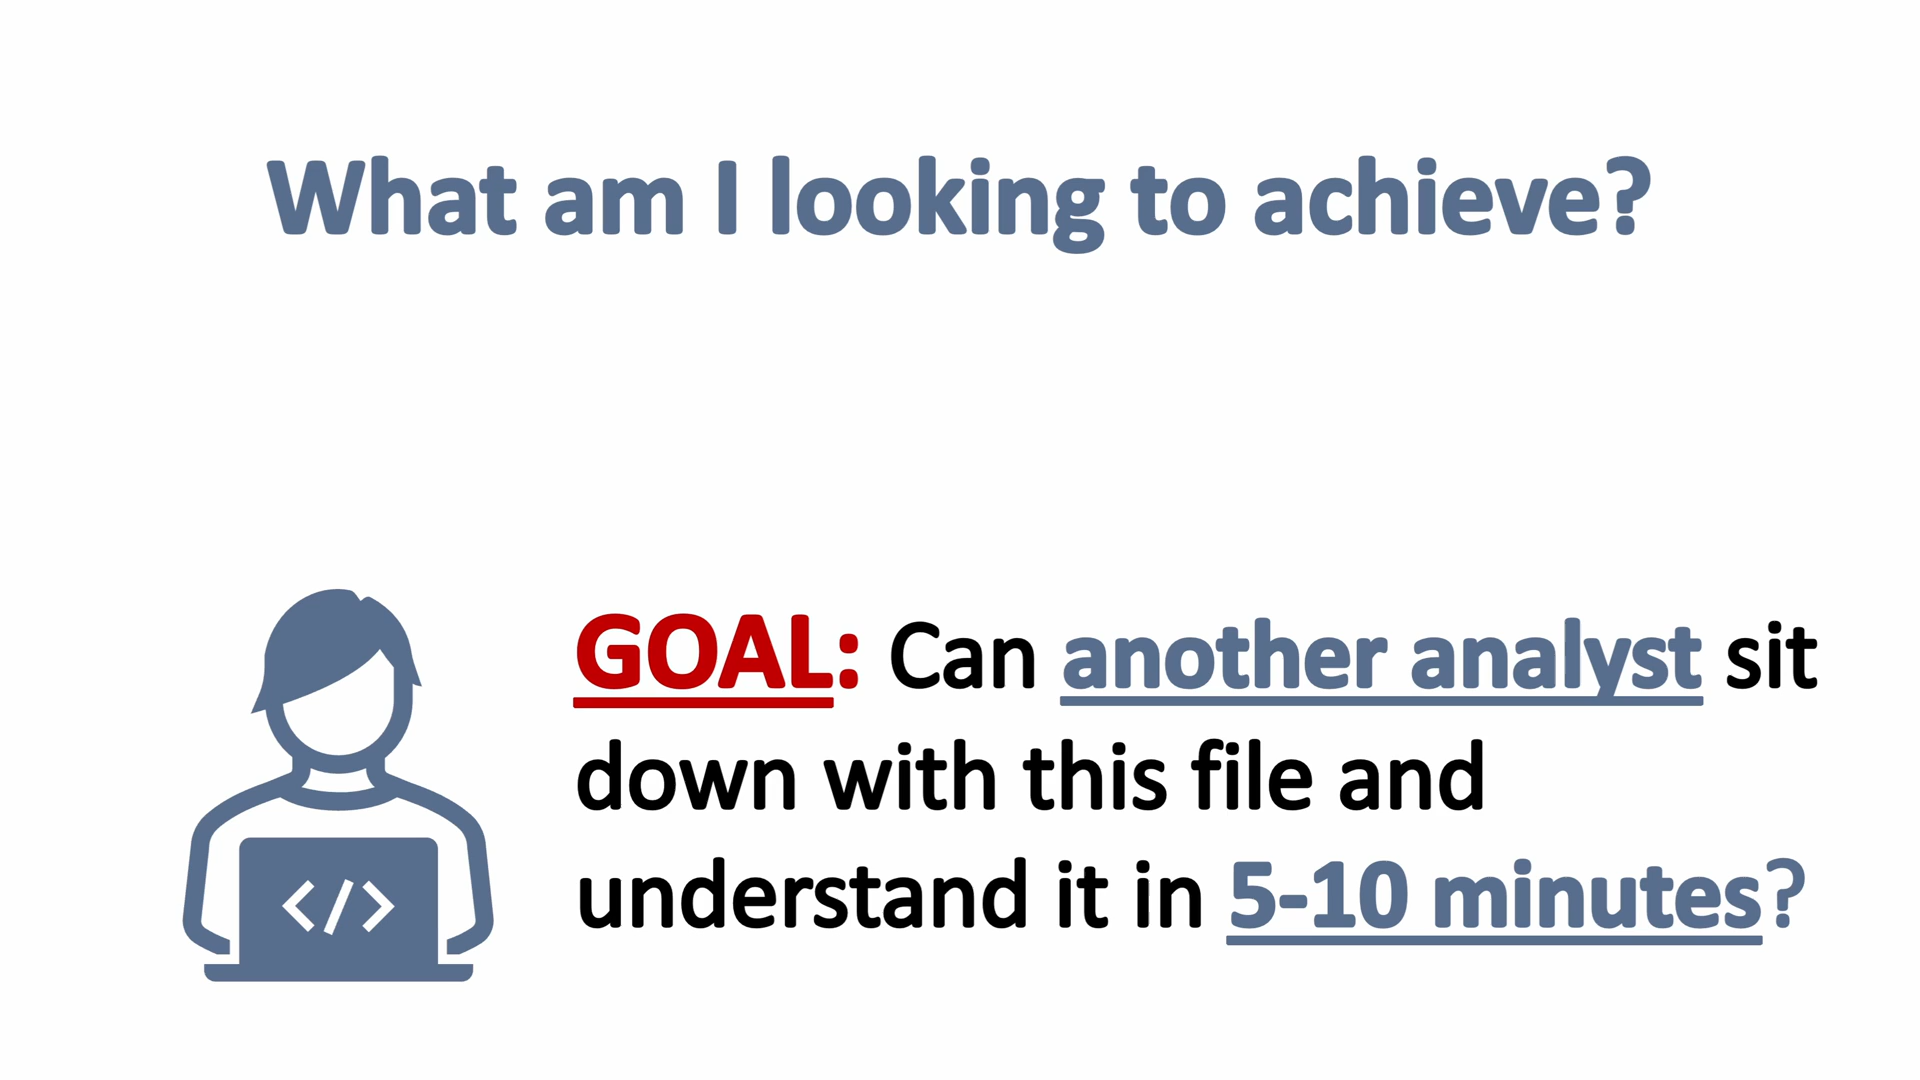 What am I looking to achieve?
GOAL: Can another analyst sit
down with this file and
understand it in 5-10 minutes?
</>